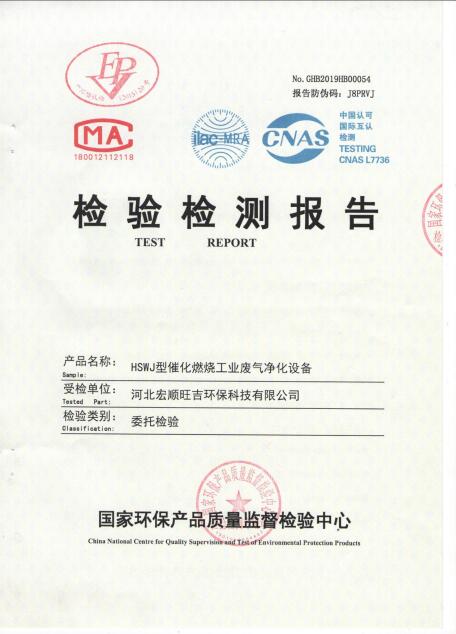 No. GHB2019HB00054
报告防伪码：J8PRVJ
EP
MA
180012112118
ilac-MRA
CNAS
中国认可
国际互认
检测
TESTING
CNAS L7736
检验检测报告
TEST REPORT
产品名称： HSWJ型催化燃烧工业废气净化设备
Sample:
受检单位： 河北宏顺旺吉环保科技有限公司
Tested Part:
检验类别： 委托检验
Classification:
国家环保产品质量监督检验中心
China National Centre for Quality Supervision and Test of Environmental Protection Products